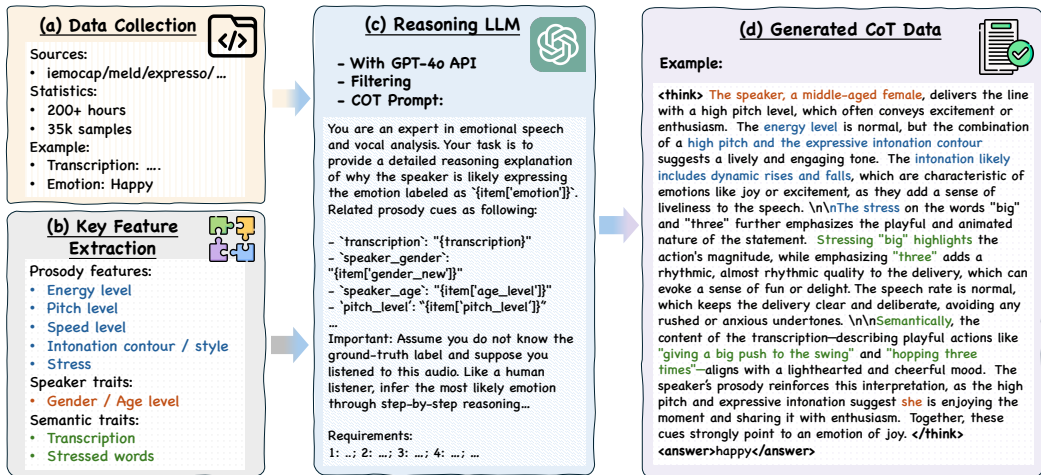 (a) Data Collection
Sources:
• iemocap/meld/expresso/...
Statistics:
• 200+ hours
• 35k samples
Example:
• Transcription: ....
• Emotion: Happy
(b) Key Feature
Extraction
Prosody features:
• Energy level
• Pitch level
• Speed level
• Intonation contour / style
• Stress
Speaker traits:
• Gender / Age level
Semantic traits:
• Transcription
• Stressed words
(c) Reasoning LLM
- With GPT-4o API
- Filtering
- COT Prompt:
You are an expert in emotional speech
and vocal analysis. Your task is to
provide a detailed reasoning explanation
of why the speaker is likely expressing
the emotion labeled as `{item['emotion']}`.
Related prosody cues as following:
- `transcription`: "{transcription}"
- `speaker_gender`:
"{item['gender_new']}"
- `speaker_age`: "{item['age_level']}"
- `pitch_level`: "{item[`pitch_level`]}"
...
Important: Assume you do not know the
ground-truth label and suppose you
listened to this audio. Like a human
listener, infer the most likely emotion
through step-by-step reasoning...
Requirements:
1: ..; 2: ...; 3: ...; 4: ...; ...
(d) Generated CoT Data
Example:
<think> The speaker, a middle-aged female, delivers the line
with a high pitch level, which often conveys excitement or
enthusiasm. The energy level is normal, but the combination
of a high pitch and the expressive intonation contour
suggests a lively and engaging tone. The intonation likely
includes dynamic rises and falls, which are characteristic of
emotions like joy or excitement, as they add a sense of
liveliness to the speech. \n\nThe stress on the words "big"
and "three" further emphasizes the playful and animated
nature of the statement. Stressing "big" highlights the
action's magnitude, while emphasizing "three" adds a
rhythmic, almost rhythmic quality to the delivery, which can
evoke a sense of fun or delight. The speech rate is normal,
which keeps the delivery clear and deliberate, avoiding any
rushed or anxious undertones. \n\nSemantically, the
content of the transcription—describing playful actions like
"giving a big push to the swing" and "hopping three
times"—aligns with a lighthearted and cheerful mood. The
speaker's prosody reinforces this interpretation, as the high
pitch and expressive intonation suggest she is enjoying the
moment and sharing it with enthusiasm. Together, these
cues strongly point to an emotion of joy. </think>
<answer>happy</answer>